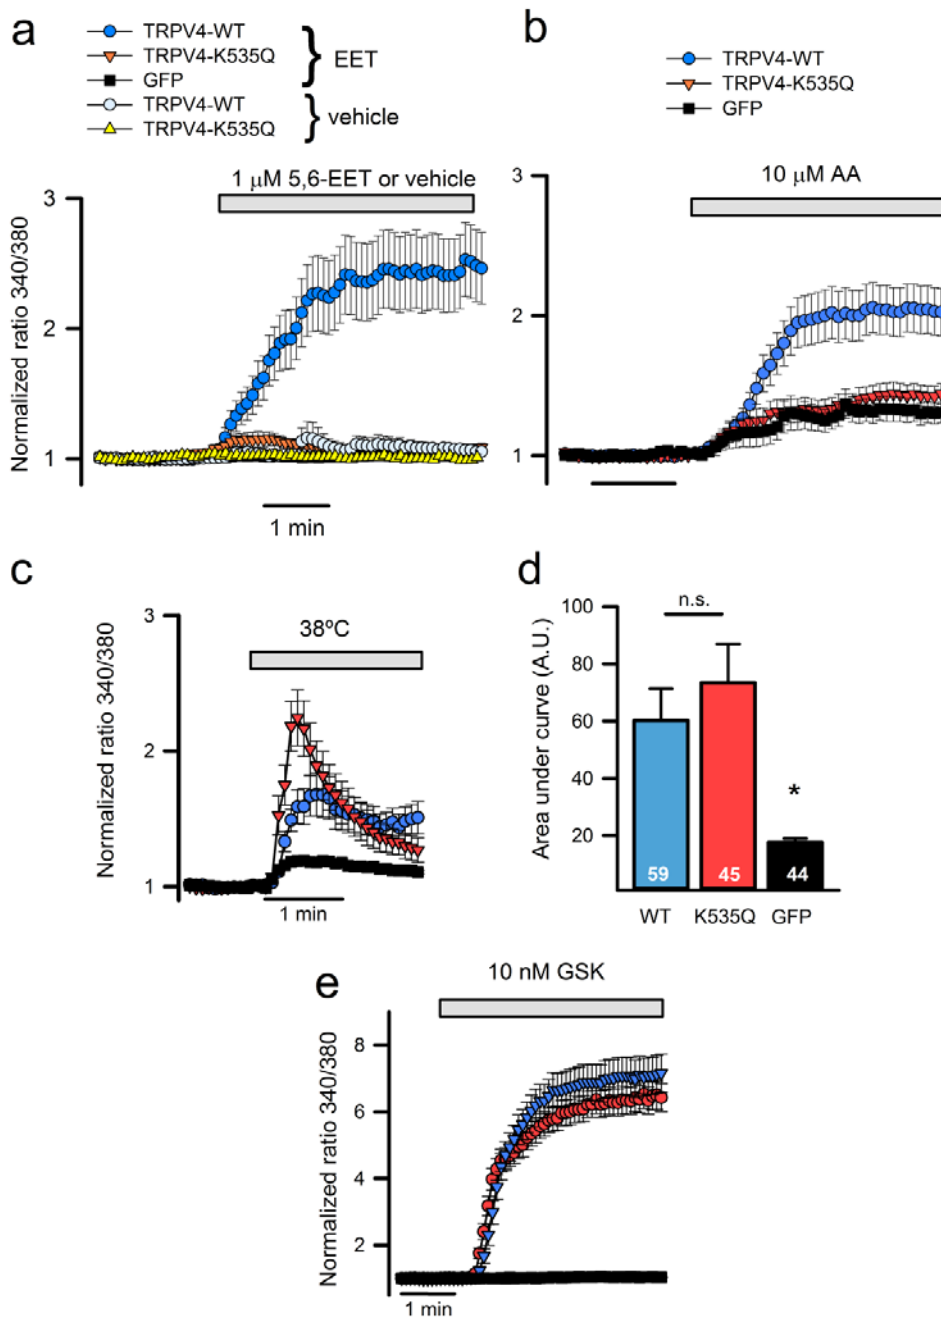 a
TRPV4-WT
TRPV4-K535Q
GFP
EET
TRPV4-WT
TRPV4-K535Q
vehicle
1 μM 5,6-EET or vehicle
Normalized ratio 340/380
3
2
1
1 min
b
TRPV4-WT
TRPV4-K535Q
GFP
10 μM AA
3
2
1
c
38ºC
Normalized ratio 340/380
3
2
1
1 min
d
n.s.
Area under curve (A.U.)
100
80
60
40
20
*
59
45
44
WT K535Q GFP
e
10 nM GSK
Normalized ratio 340/380
8
6
4
2
1 min